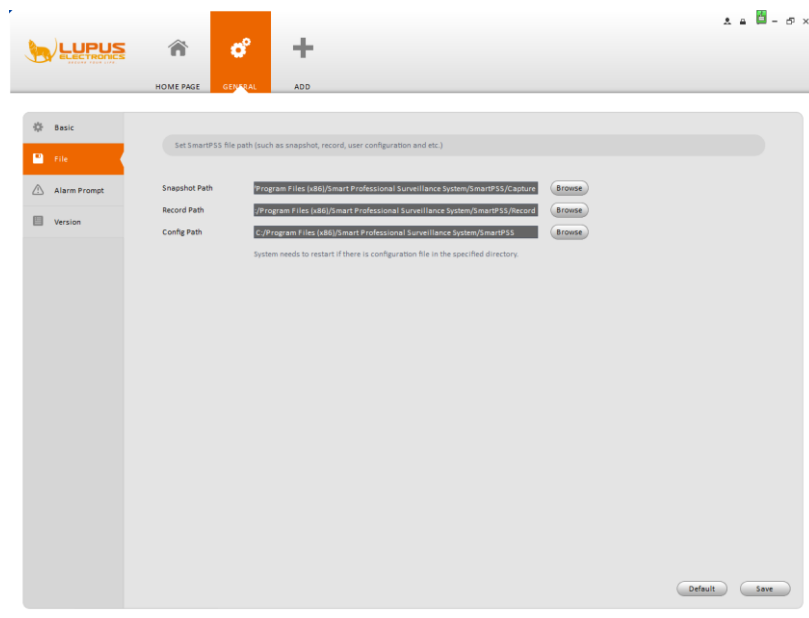 LUPUS
ELECTRONICS
HOME PAGE
GENERAL
ADD
Basic
File
Alarm Prompt
Version
Set SmartPSS file path (such as snapshot, record, user configuration and etc.)
Snapshot Path
Program Files (x86)/Smart Professional Surveillance System/SmartPSS/Capture
Browse
Record Path
:/Program Files (x86)/Smart Professional Surveillance System/SmartPSS/Record
Browse
Config Path
C:/Program Files (x86)/Smart Professional Surveillance System/SmartPSS
Browse
System needs to restart if there is configuration file in the specified directory.
Default
Save